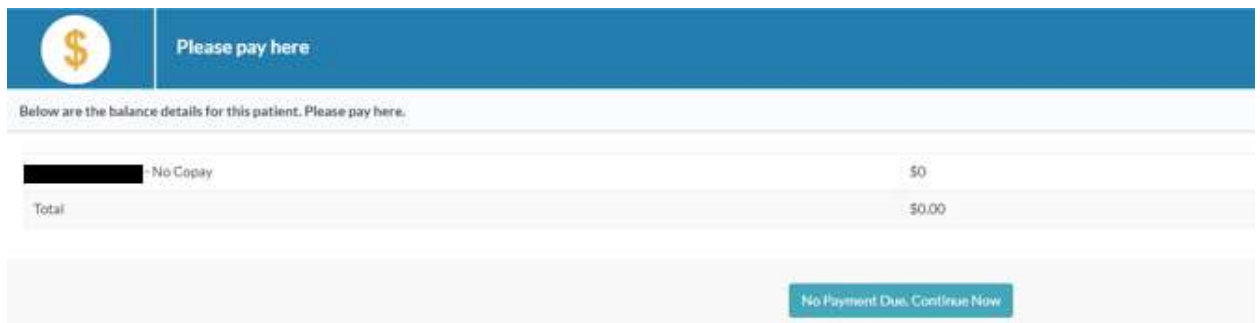 $
Please pay here
Below are the balance details for this patient. Please pay here.
- No Copay $0
Total $0.00
No Payment Due. Continue Now